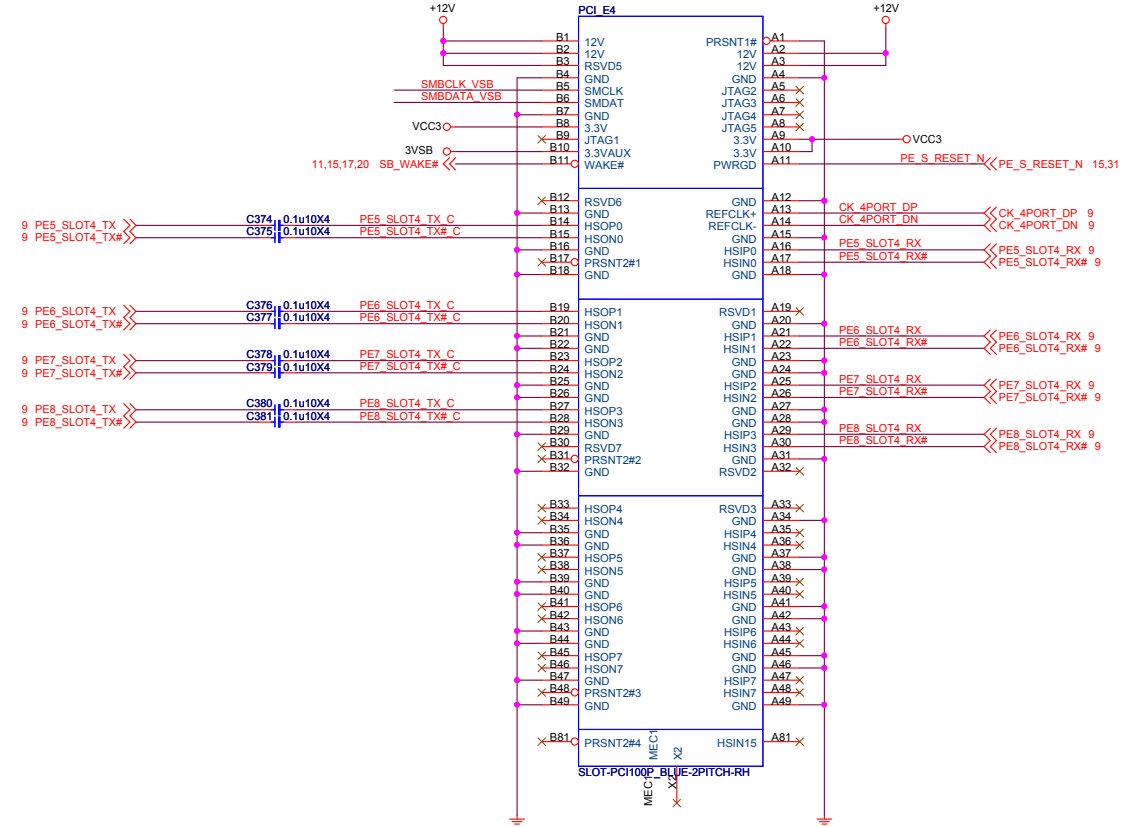 +12V PCI_E4 +12V
B1 12V PRSNT1# A1
B2 12V 12V A2
B3 RSVD5 12V A3
B4 GND GND A4
SMBCLK_VSB B5 SMCLK JTAG2 A5
SMBDATA_VSB B6 SMDAT JTAG3 A6
B7 GND JTAG4 A7
VCC3 B8 3.3V JTAG5 A8
B9 JTAG1 3.3V A9 VCC3
3VSB B10 3.3VAUX 3.3V A10
11,15,17,20 SB_WAKE# B11 WAKE# PWRGD A11 PE_S_RESET_N PE_S_RESET_N 15,31
B12 RSVD6 GND A12
B13 GND REFCLK+ A13 CK_4PORT_DP CK_4PORT_DP 9
9 PE5_SLOT4_TX C374 0.1u10X4 PE5_SLOT4_TX_C B14 HSOP0 REFCLK- A14 CK_4PORT_DN CK_4PORT_DN 9
9 PE5_SLOT4_TX# C375 0.1u10X4 PE5_SLOT4_TX#_C B15 HSON0 GND A15
B16 GND HSIP0 A16 PE5_SLOT4_RX PE5_SLOT4_RX 9
B17 PRSNT2#1 HSIN0 A17 PE5_SLOT4_RX# PE5_SLOT4_RX# 9
B18 GND GND A18
9 PE6_SLOT4_TX C376 0.1u10X4 PE6_SLOT4_TX_C B19 HSOP1 RSVD1 A19
9 PE6_SLOT4_TX# C377 0.1u10X4 PE6_SLOT4_TX#_C B20 HSON1 GND A20
B21 GND HSIP1 A21 PE6_SLOT4_RX PE6_SLOT4_RX 9
B22 GND HSIN1 A22 PE6_SLOT4_RX# PE6_SLOT4_RX# 9
9 PE7_SLOT4_TX C378 0.1u10X4 PE7_SLOT4_TX_C B23 HSOP2 GND A23
9 PE7_SLOT4_TX# C379 0.1u10X4 PE7_SLOT4_TX#_C B24 HSON2 GND A24
B25 GND HSIP2 A25 PE7_SLOT4_RX PE7_SLOT4_RX 9
B26 GND HSIN2 A26 PE7_SLOT4_RX# PE7_SLOT4_RX# 9
9 PE8_SLOT4_TX C380 0.1u10X4 PE8_SLOT4_TX_C B27 HSOP3 GND A27
9 PE8_SLOT4_TX# C381 0.1u10X4 PE8_SLOT4_TX#_C B28 HSON3 GND A28
B29 GND HSIP3 A29 PE8_SLOT4_RX PE8_SLOT4_RX 9
B30 RSVD7 HSIN3 A30 PE8_SLOT4_RX# PE8_SLOT4_RX# 9
B31 PRSNT2#2 GND A31
B32 GND RSVD2 A32
B33 HSOP4 RSVD3 A33
B34 HSON4 GND A34
B35 GND HSIP4 A35
B36 GND HSIN4 A36
B37 HSOP5 GND A37
B38 HSON5 GND A38
B39 GND HSIP5 A39
B40 GND HSIN5 A40
B41 HSOP6 GND A41
B42 HSON6 GND A42
B43 GND HSIP6 A43
B44 GND HSIN6 A44
B45 HSOP7 GND A45
B46 HSON7 GND A46
B47 GND HSIP7 A47
B48 PRSNT2#3 HSIN7 A48
B49 GND GND A49
B81 PRSNT2#4 MEC1 X2 HSIN15 A81
SLOT-PCI100P_BLUE-2PITCH-RH
MEC1 X2